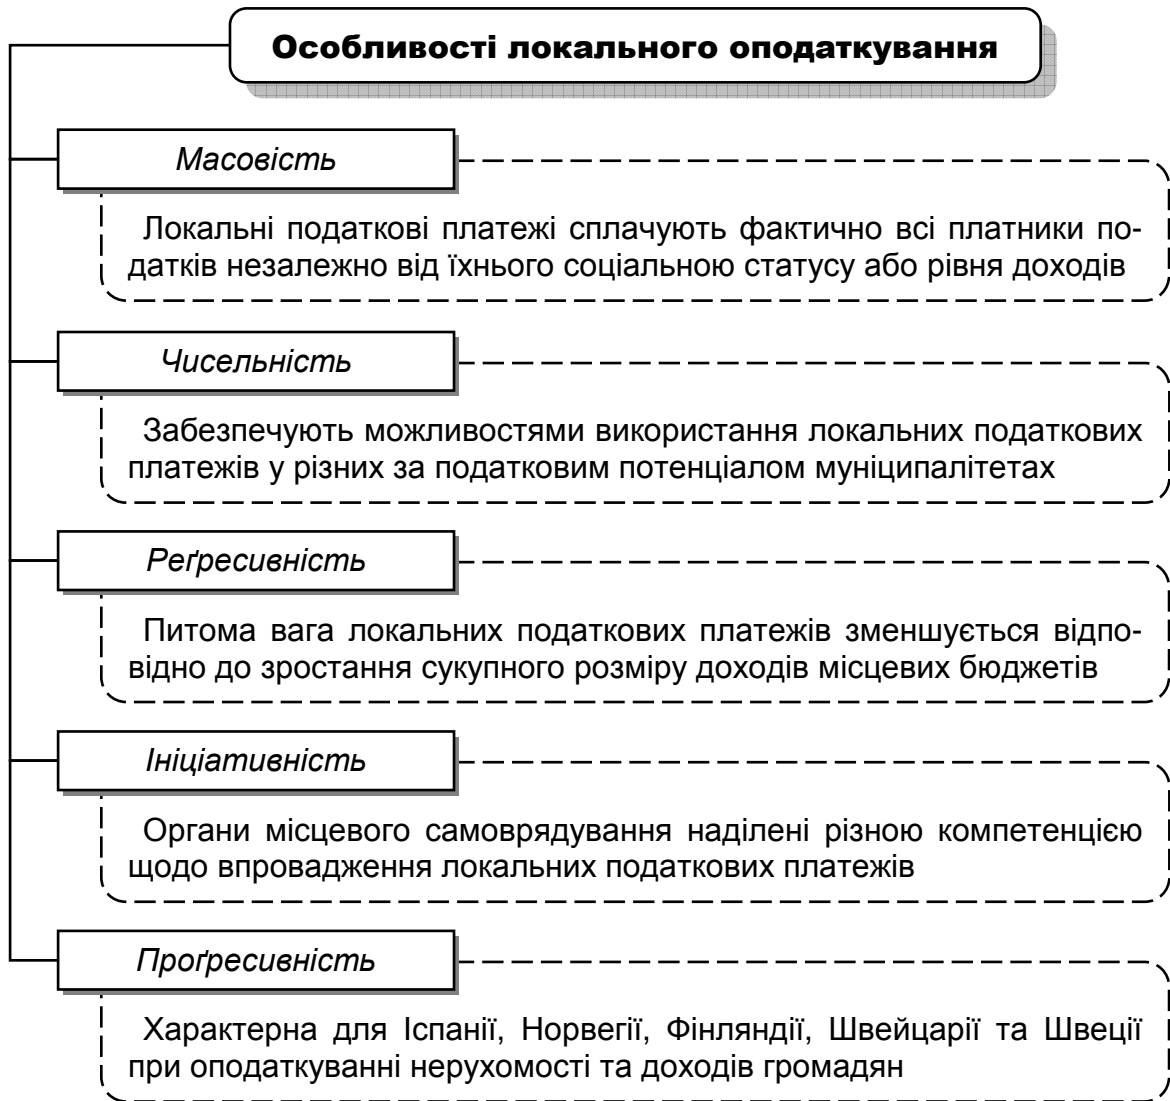 Особливості локального оподаткування
Масовість
Локальні податкові платежі сплачують фактично всі платники по-
датків незалежно від їхнього соціальною статусу або рівня доходів
Чисельність
Забезпечують можливостями використання локальних податкових
платежів у різних за податковим потенціалом муніципалітетах
Реґресивність
Питома вага локальних податкових платежів зменшується відпо-
відно до зростання сукупного розміру доходів місцевих бюджетів
Ініціативність
Органи місцевого самоврядування наділені різною компетенцією
щодо впровадження локальних податкових платежів
Проґресивність
Характерна для Іспанії, Норвегії, Фінляндії, Швейцарії та Швеції
при оподаткуванні нерухомості та доходів громадян